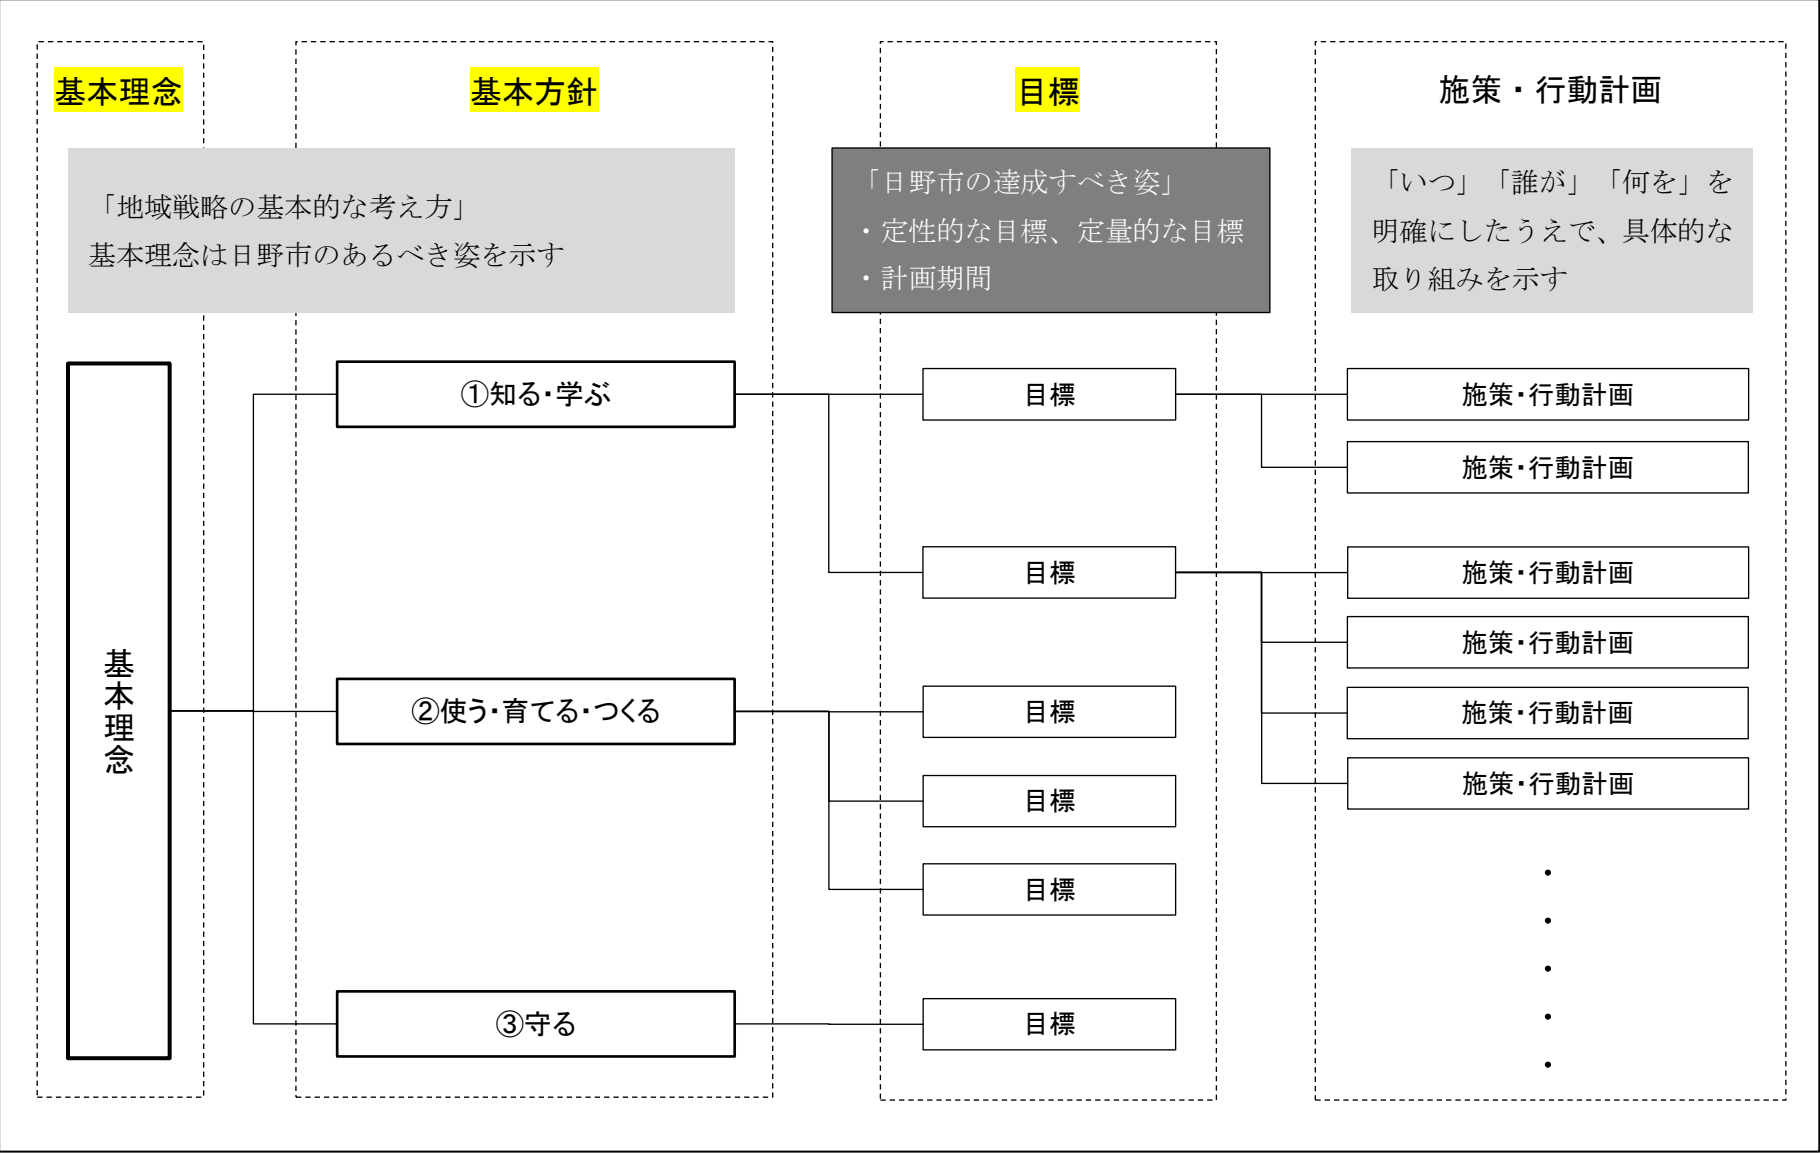 基本理念
基本方針
目標
施策・行動計画
「地域戦略の基本的な考え方」
基本理念は日野市のあるべき姿を示す
「日野市の達成すべき姿」
・定性的な目標、定量的な目標
・計画期間
「いつ」「誰が」「何を」を
明確にしたうえで、具体的な
取り組みを示す
基本理念
①知る・学ぶ
目標
施策・行動計画
施策・行動計画
目標
施策・行動計画
施策・行動計画
②使う・育てる・つくる
目標
施策・行動計画
施策・行動計画
目標
目標
③守る
目標
・
・
・
・
・